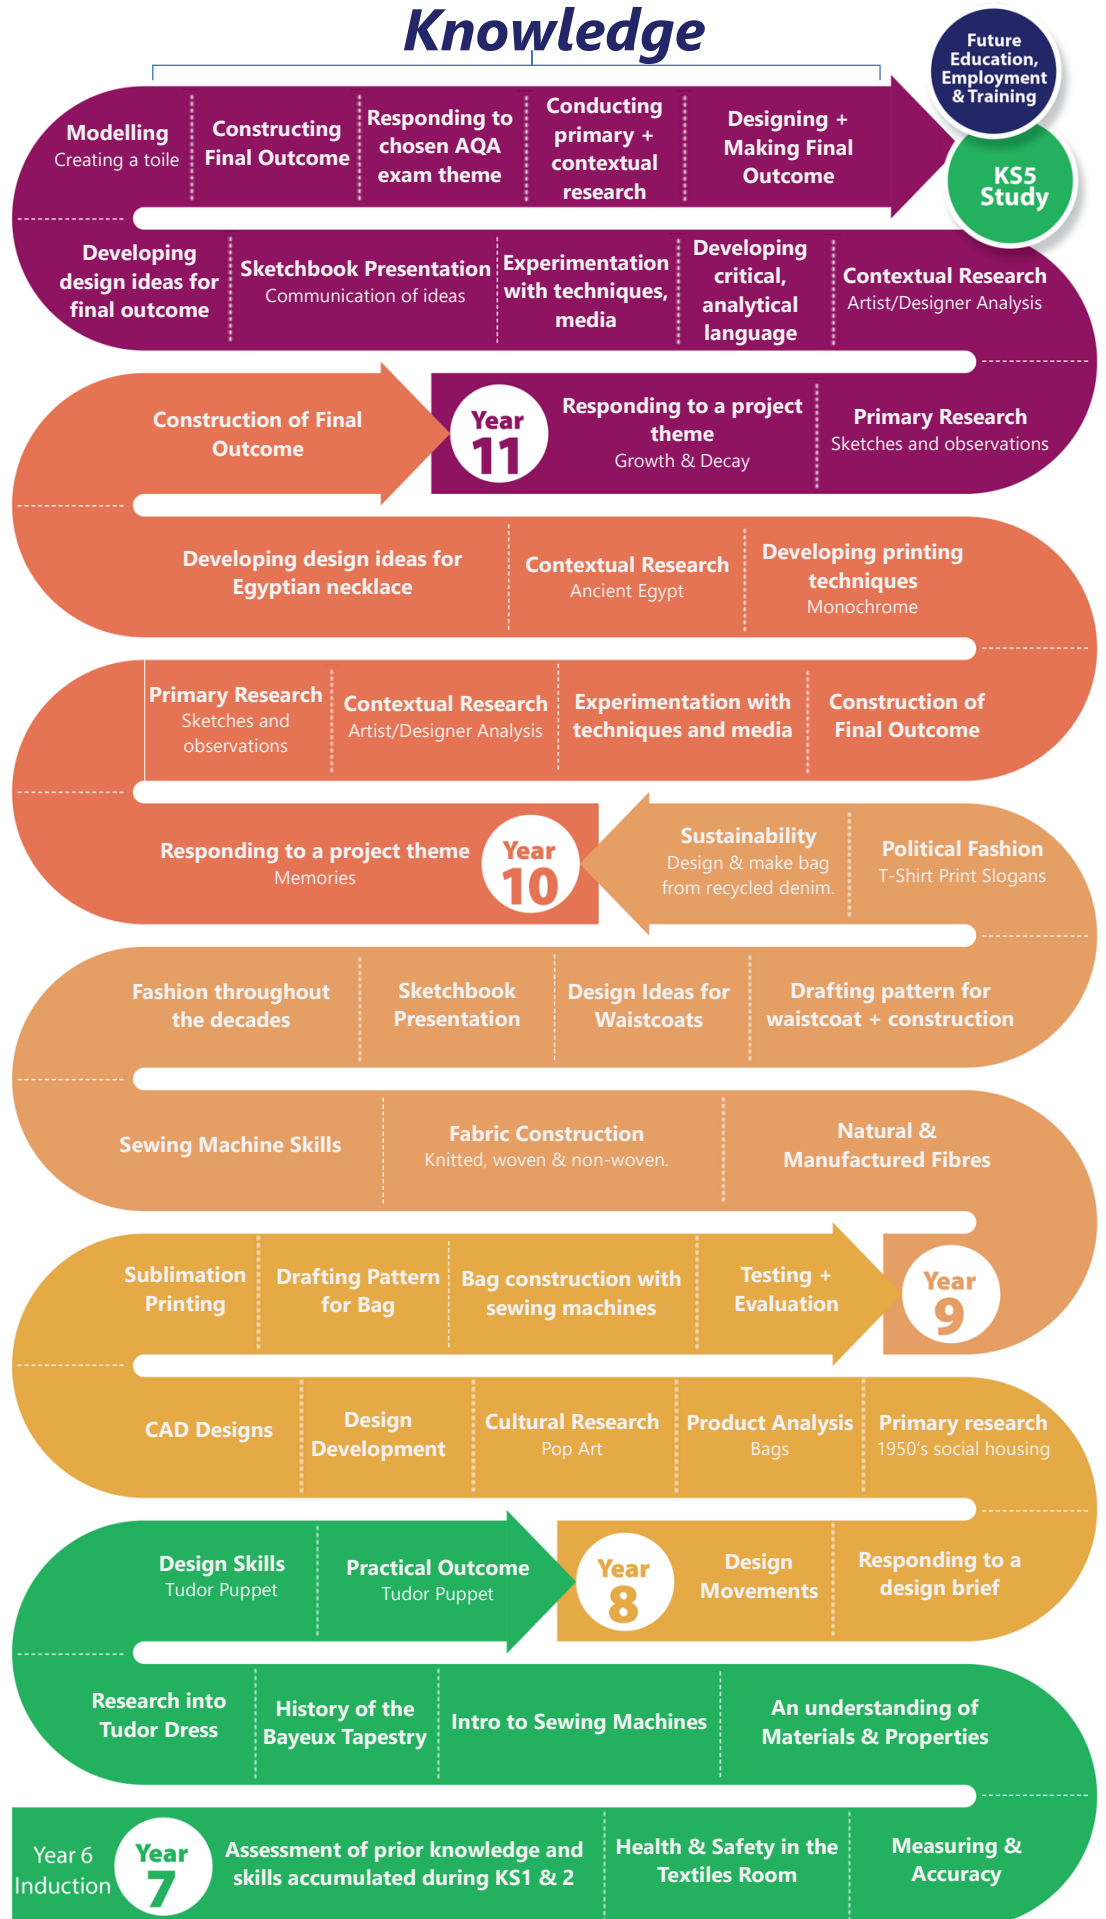 Knowledge
Future
Education,
Employment
& Training
KS5
Study
Modelling
Creating a toile
Constructing
Final Outcome
Responding to
chosen AQA
exam theme
Conducting
primary +
contextual
research
Designing +
Making Final
Outcome
Developing
design ideas for
final outcome
Sketchbook Presentation
Communication of ideas
Experimentation
with techniques,
media
Developing
critical,
analytical
language
Contextual Research
Artist/Designer Analysis
Construction of Final
Outcome
Year
11
Responding to a project
theme
Growth & Decay
Primary Research
Sketches and observations
Developing design ideas for
Egyptian necklace
Contextual Research
Ancient Egypt
Developing printing
techniques
Monochrome
Primary Research
Sketches and
observations
Contextual Research
Artist/Designer Analysis
Experimentation with
techniques and media
Construction of
Final Outcome
Responding to a project theme
Memories
Year
10
Sustainability
Design & make bag
from recycled denim.
Political Fashion
T-Shirt Print Slogans
Fashion throughout
the decades
Sketchbook
Presentation
Design Ideas for
Waistcoats
Drafting pattern for
waistcoat + construction
Sewing Machine Skills
Fabric Construction
Knitted, woven & non-woven.
Natural &
Manufactured Fibres
Sublimation
Printing
Drafting Pattern
for Bag
Bag construction with
sewing machines
Testing +
Evaluation
Year
9
CAD Designs
Design
Development
Cultural Research
Pop Art
Product Analysis
Bags
Primary research
1950's social housing
Design Skills
Tudor Puppet
Practical Outcome
Tudor Puppet
Year
8
Design
Movements
Responding to a
design brief
Research into
Tudor Dress
History of the
Bayeux Tapestry
Intro to Sewing Machines
An understanding of
Materials & Properties
Year 6
Induction
Year
7
Assessment of prior knowledge and
skills accumulated during KS1 & 2
Health & Safety in the
Textiles Room
Measuring &
Accuracy